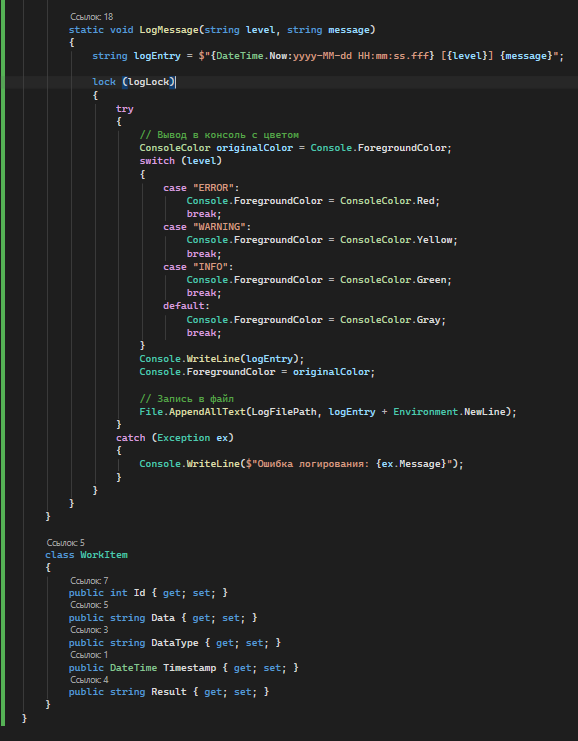 Ссылок: 18
static void LogMessage(string level, string message)
{
string logEntry = $"{DateTime.Now:yyyy-MM-dd HH:mm:ss.fff} [{level}] {message}";
lock (logLock)
{
try
{
// Вывод в консоль с цветом
ConsoleColor originalColor = Console.ForegroundColor;
switch (level)
{
case "ERROR":
Console.ForegroundColor = ConsoleColor.Red;
break;
case "WARNING":
Console.ForegroundColor = ConsoleColor.Yellow;
break;
case "INFO":
Console.ForegroundColor = ConsoleColor.Green;
break;
default:
Console.ForegroundColor = ConsoleColor.Gray;
break;
}
Console.WriteLine(logEntry);
Console.ForegroundColor = originalColor;
// Запись в файл
File.AppendAllText(LogFilePath, logEntry + Environment.NewLine);
}
catch (Exception ex)
{
Console.WriteLine($"Ошибка логирования: {ex.Message}");
}
}
}
}
Ссылок: 5
class WorkItem
{
Ссылок: 7
public int Id { get; set; }
Ссылок: 5
public string Data { get; set; }
Ссылок: 3
public string DataType { get; set; }
Ссылок: 1
public DateTime Timestamp { get; set; }
Ссылок: 4
public string Result { get; set; }
}
}